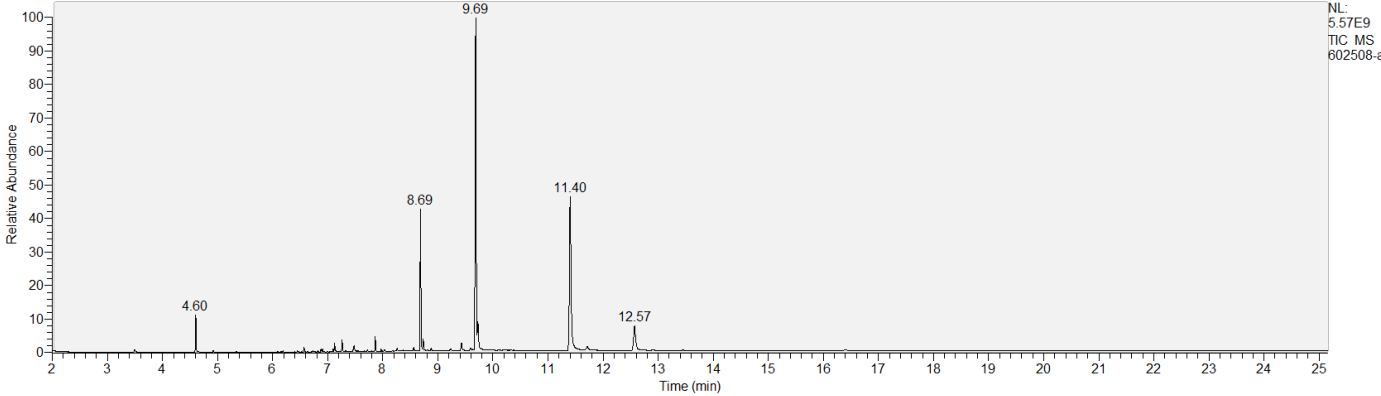 9.69
NL:
5.57E9
TIC MS
602508-a
100
90
80
70
60
50
40
30
20
10
0
Relative Abundance
11.40
8.69
4.60
12.57
2 3 4 5 6 7 8 9 10 11 12 13 14 15 16 17 18 19 20 21 22 23 24 25
Time (min)